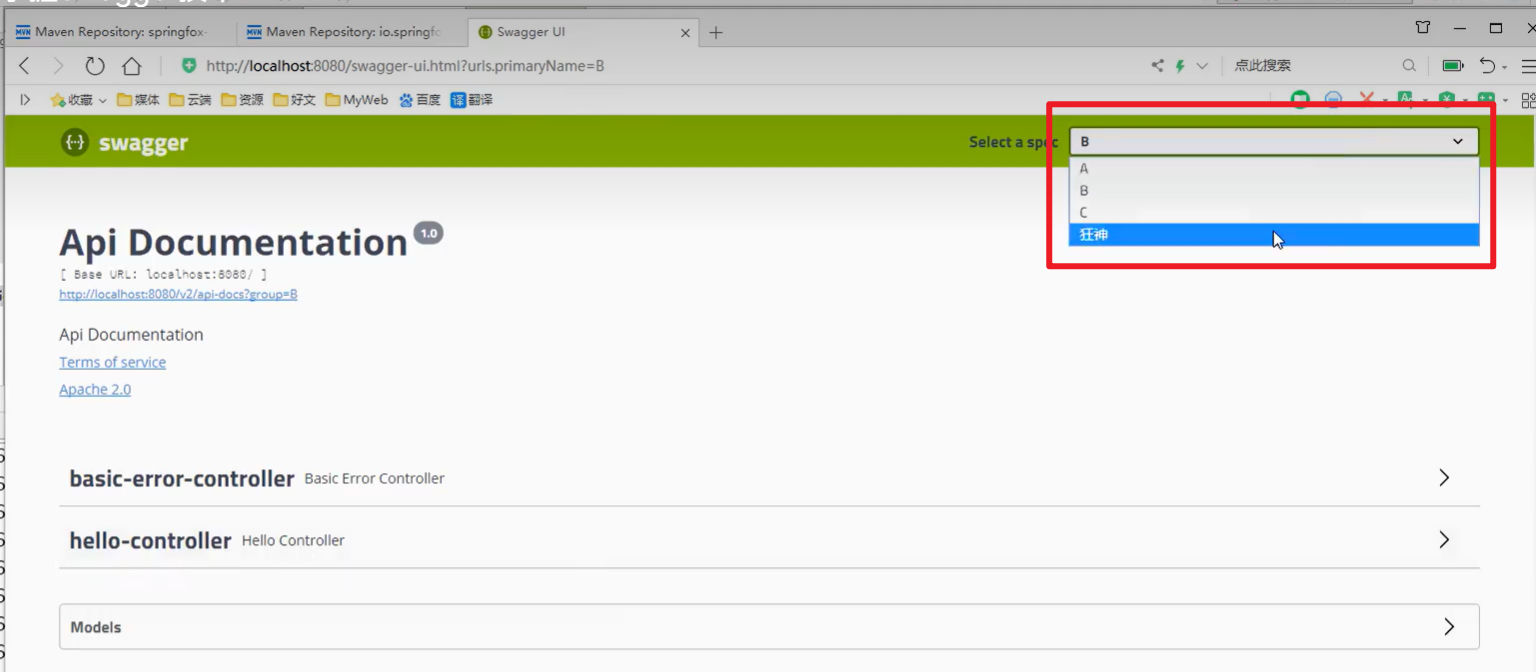 Maven Repository: springfox- Maven Repository: io.springfo Swagger UI
http://localhost:8080/swagger-ui.html?urls.primaryName=B 点此搜索
收藏 媒体 云端 资源 好文 MyWeb 百度 译 翻译
swagger Select a spec B
A
B
C
狂神
Api Documentation 1.0
[ Base URL: localhost:8080/ ]
http://localhost:8080/v2/api-docs?group=B
Api Documentation
Terms of service
Apache 2.0
basic-error-controller Basic Error Controller
hello-controller Hello Controller
Models